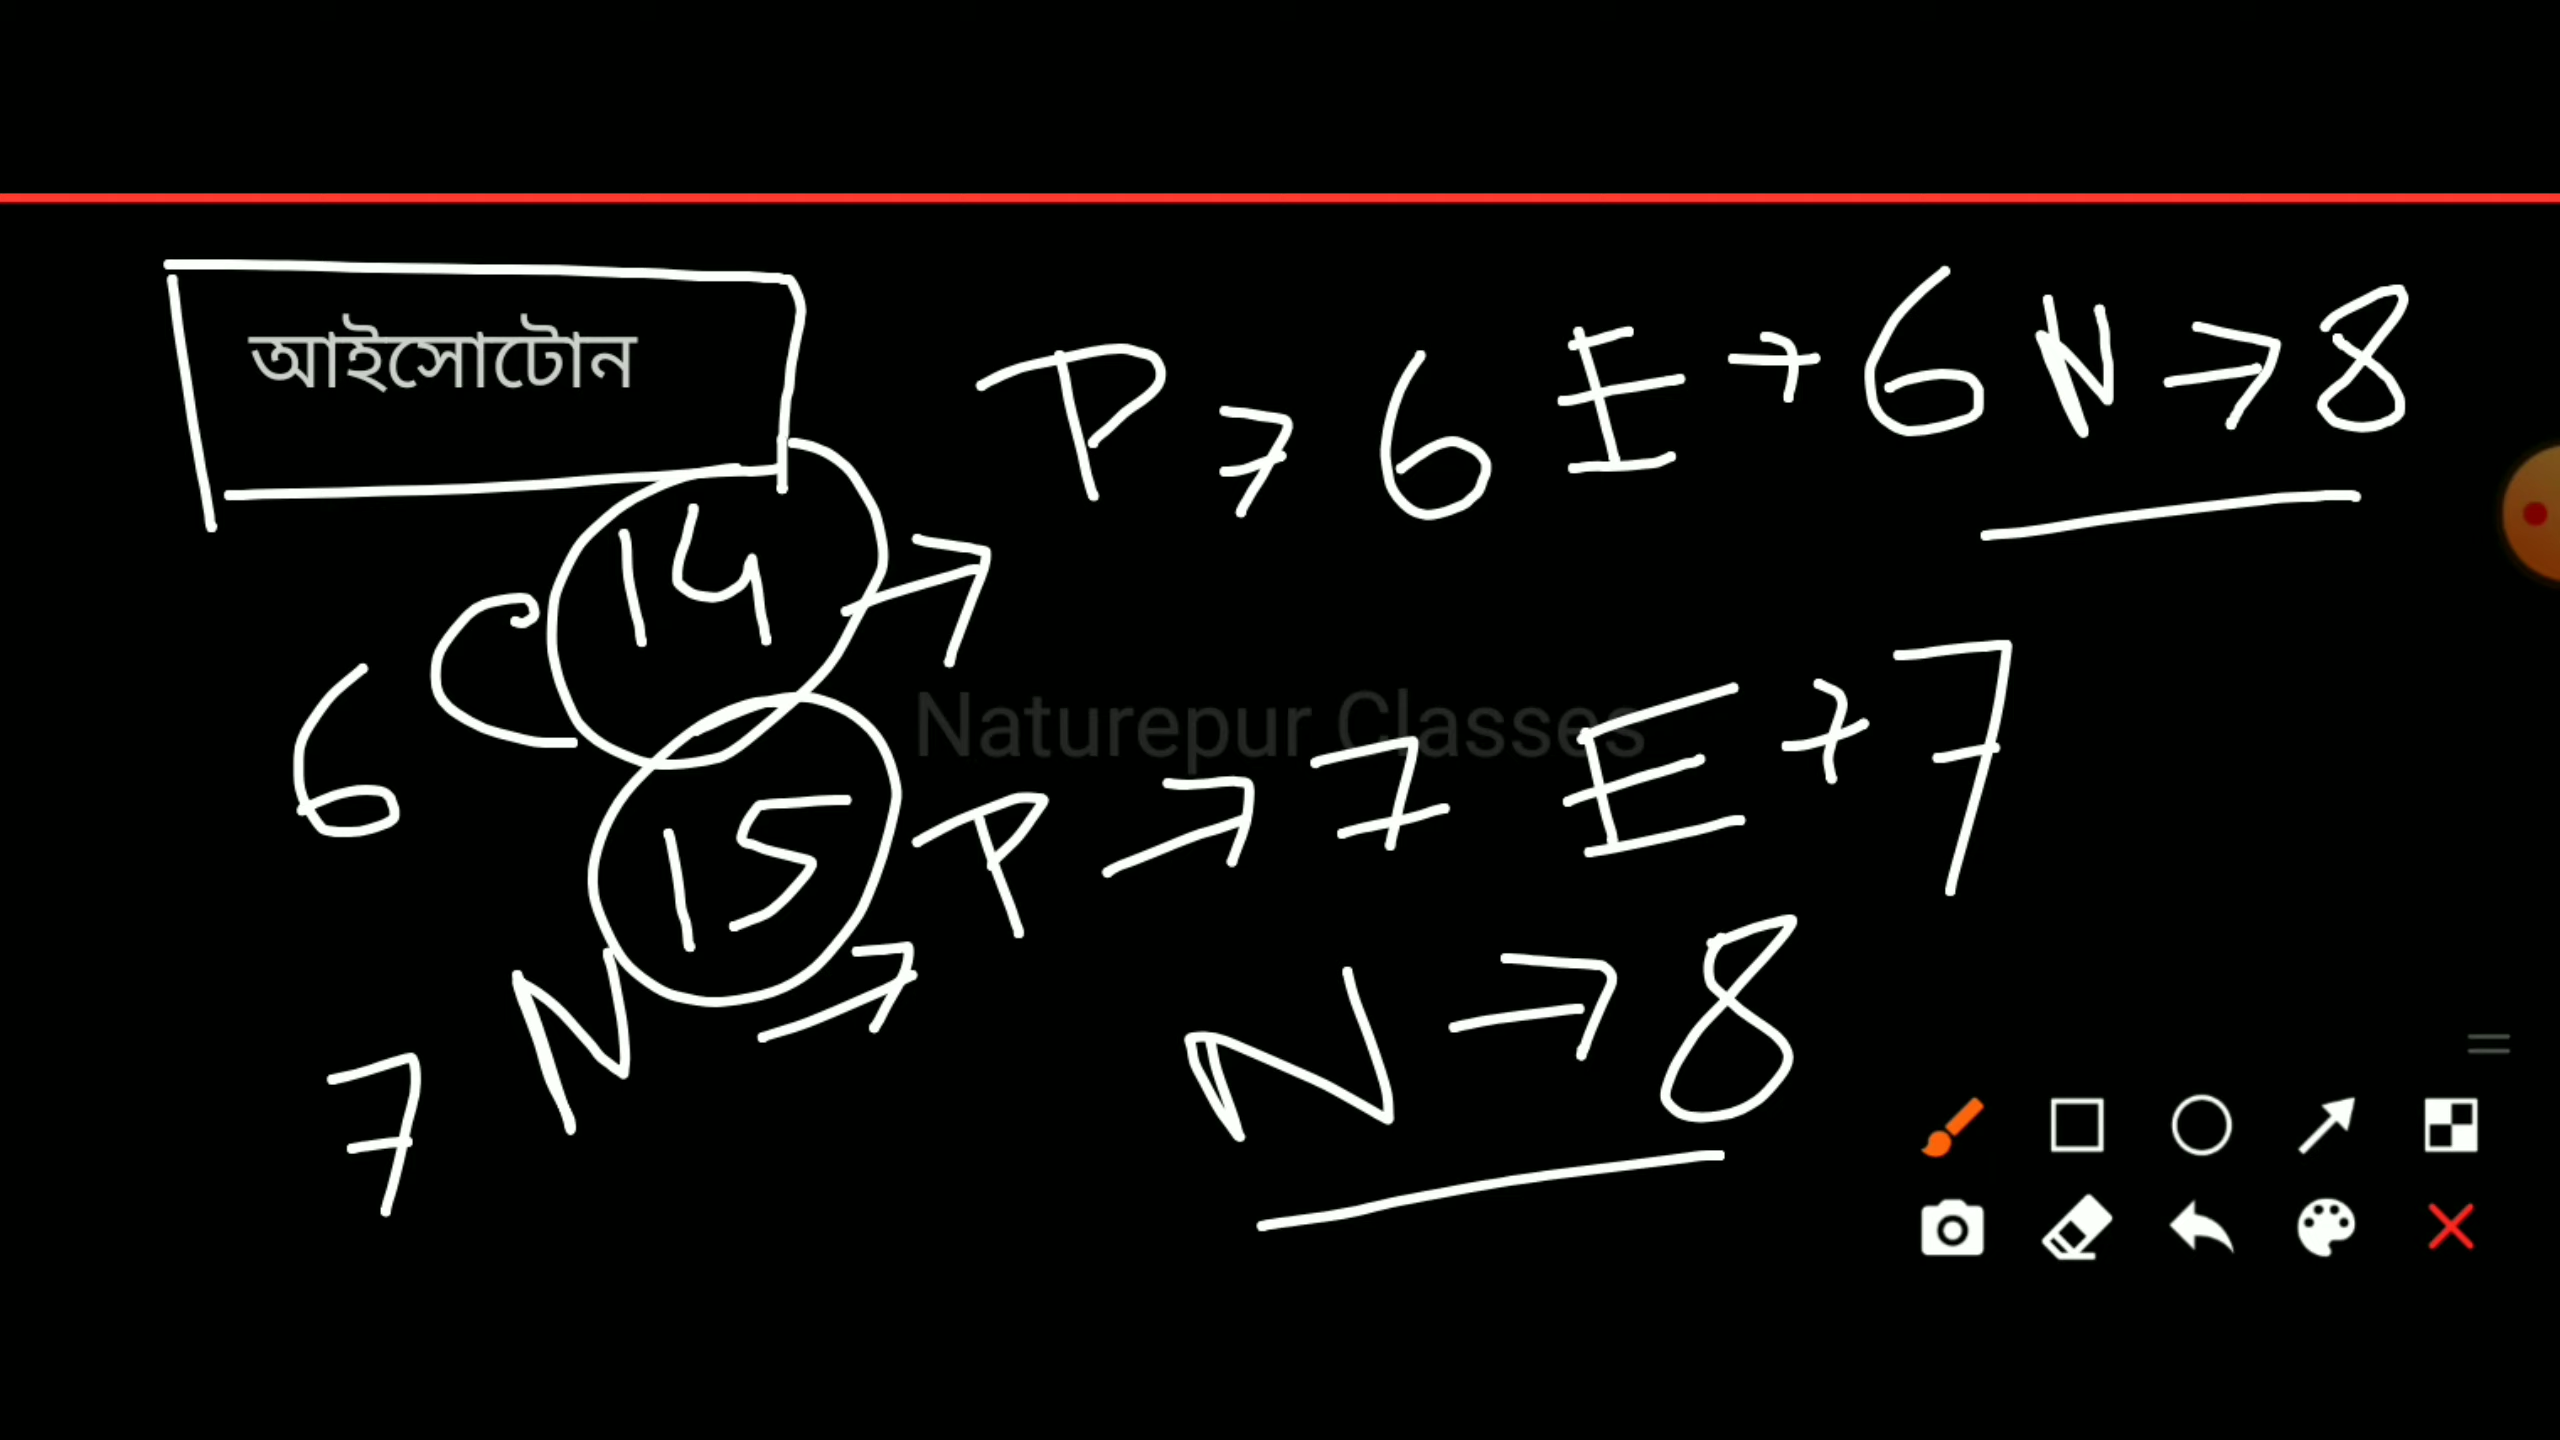 আইসোটোন
P → 6 E → 6 N → 8
6 C 14 →
Naturepur Classes
7 N 15 → P → 7 E → 7
N → 8